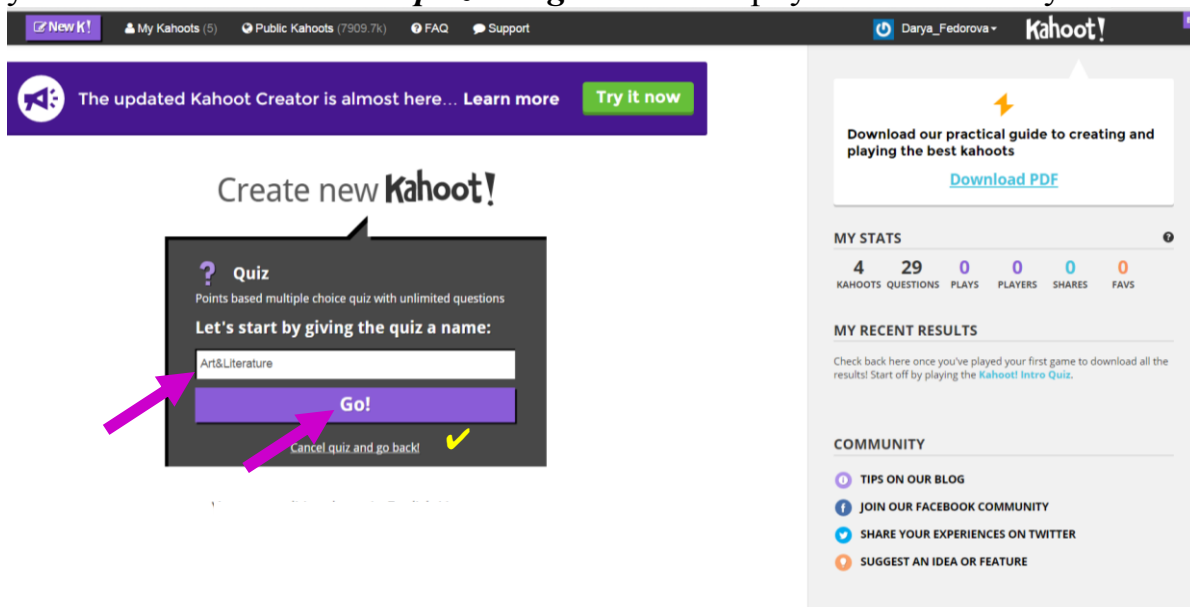 New K! My Kahoots (5) Public Kahoots (7909.7k) FAQ Support Darya_Fedorova Kahoot!
The updated Kahoot Creator is almost here... Learn more Try it now
Create new Kahoot!
? Quiz
Points based multiple choice quiz with unlimited questions
Let's start by giving the quiz a name:
Art&Literature
Go!
Cancel quiz and go back!
Download our practical guide to creating and
playing the best kahoots
Download PDF
MY STATS
4 29 0 0 0 0
KAHOOTS QUESTIONS PLAYS PLAYERS SHARES FAVS
MY RECENT RESULTS
Check back here once you've played your first game to download all the
results! Start off by playing the Kahoot! Intro Quiz.
COMMUNITY
TIPS ON OUR BLOG
JOIN OUR FACEBOOK COMMUNITY
SHARE YOUR EXPERIENCES ON TWITTER
SUGGEST AN IDEA OR FEATURE